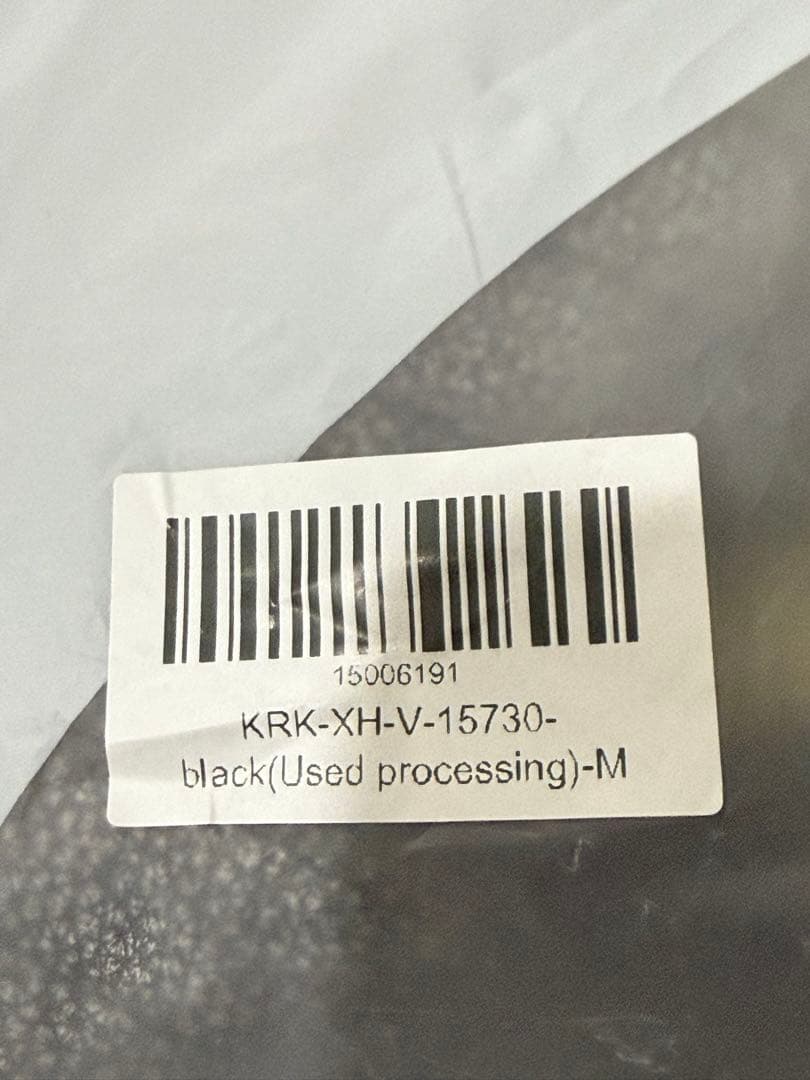 15006191
KRK-XH-V-15730-
black(Used processing)-M